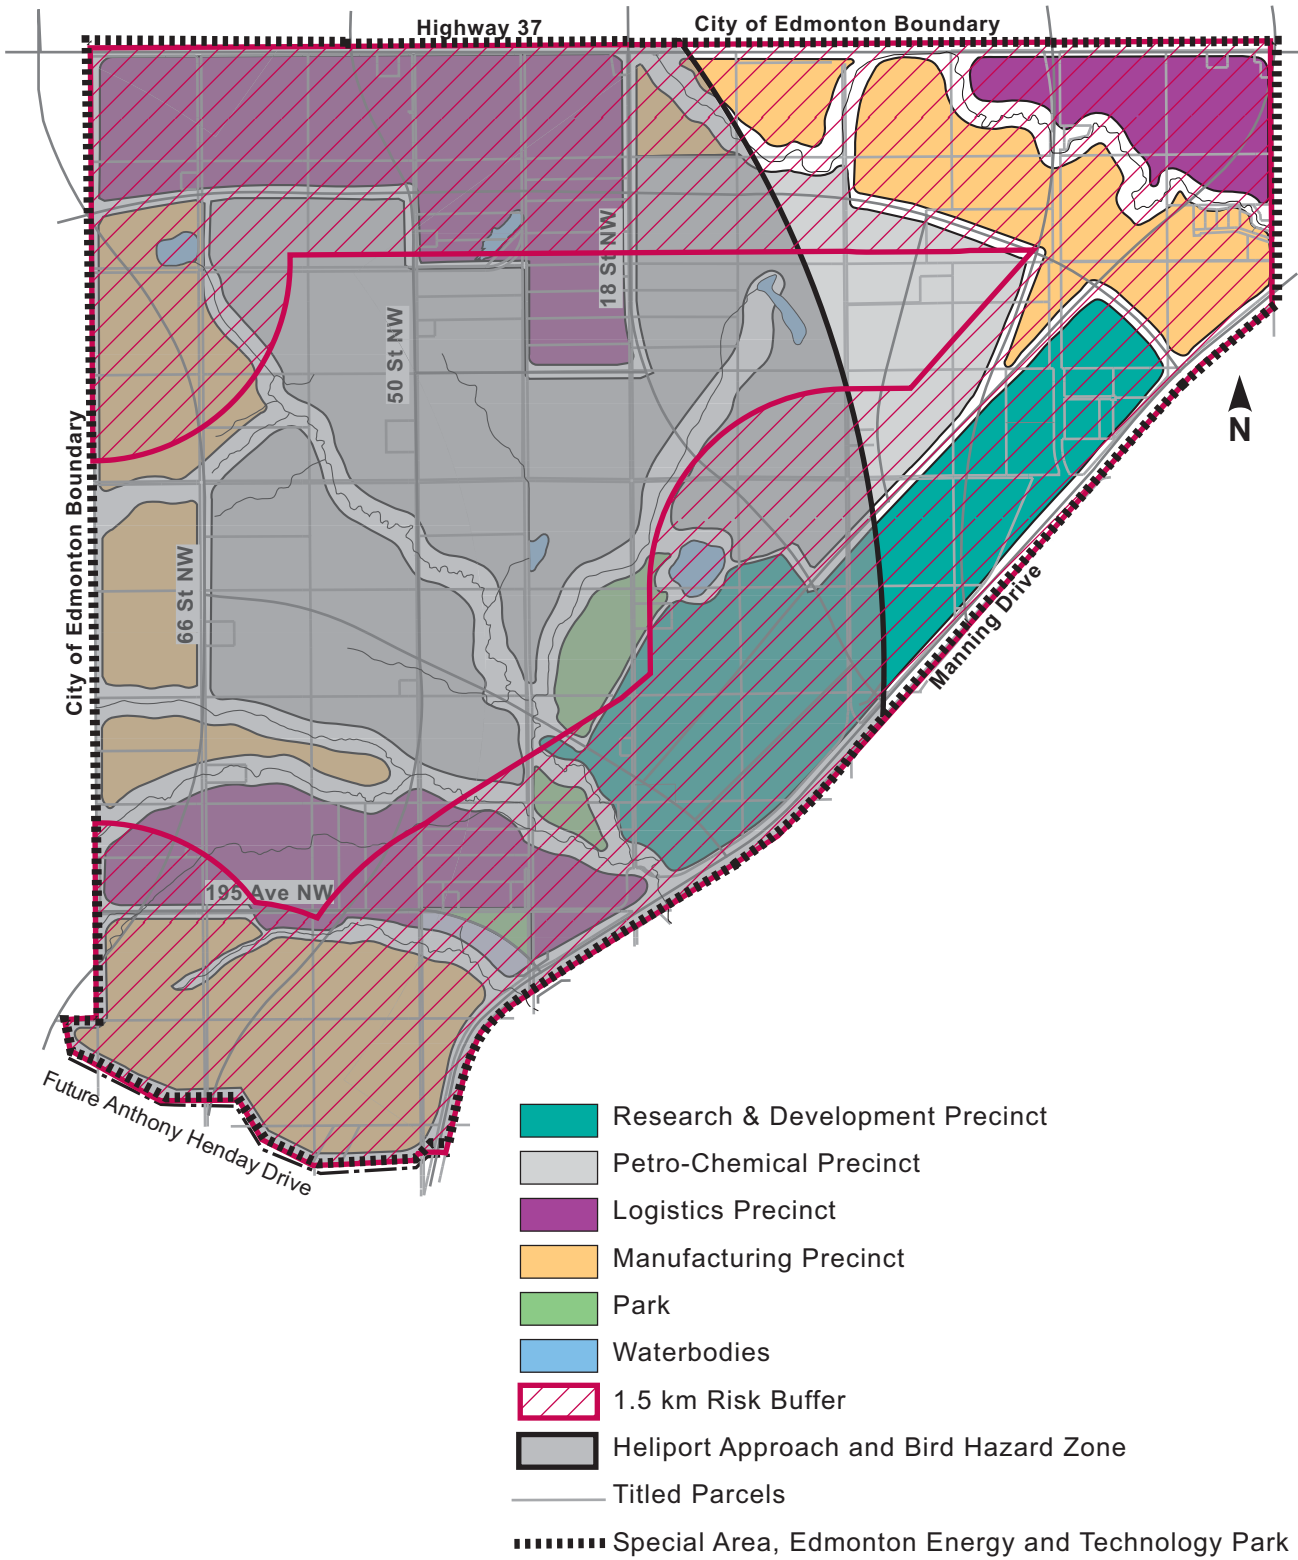 Highway 37
City of Edmonton Boundary
18 St NW
50 St NW
N
City of Edmonton Boundary
66 St NW
Manning Drive
195 Ave NW
Future Anthony Henday Drive
Research & Development Precinct
Petro-Chemical Precinct
Logistics Precinct
Manufacturing Precinct
Park
Waterbodies
1.5 km Risk Buffer
Heliport Approach and Bird Hazard Zone
Titled Parcels
Special Area, Edmonton Energy and Technology Park